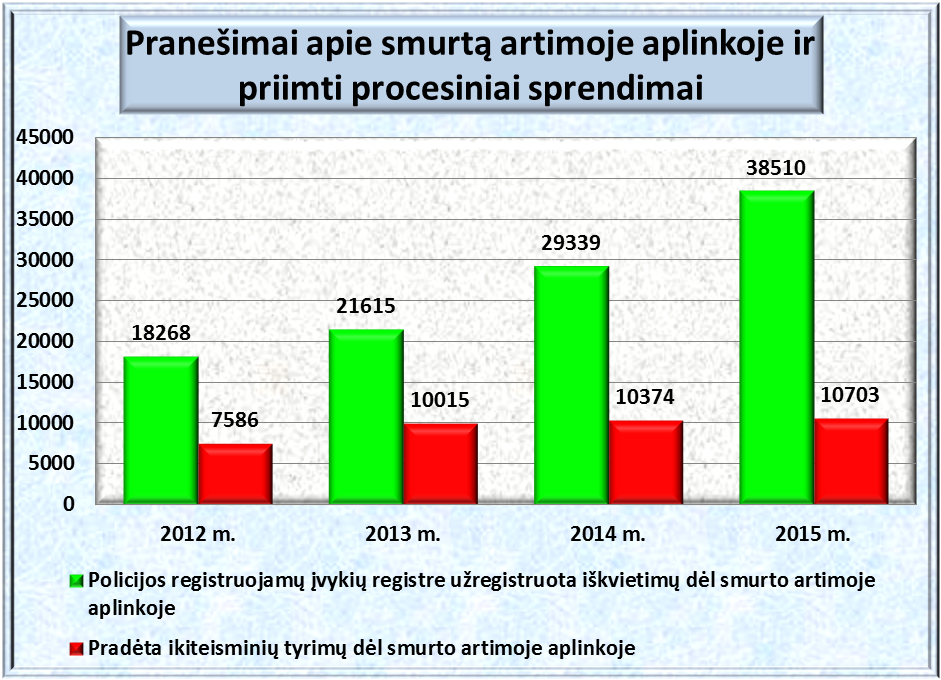 Pranešimai apie smurtą artimoje aplinkoje ir
priimti procesiniai sprendimai
45000
40000
35000
30000
25000
20000
15000
10000
5000
0
18268
7586
21615
10015
29339
10374
38510
10703
2012 m.
2013 m.
2014 m.
2015 m.
Policijos registruojamų įvykių registre užregistruota iškvietimų dėl smurto artimoje
aplinkoje
Pradėta ikiteisminių tyrimų dėl smurto artimoje aplinkoje